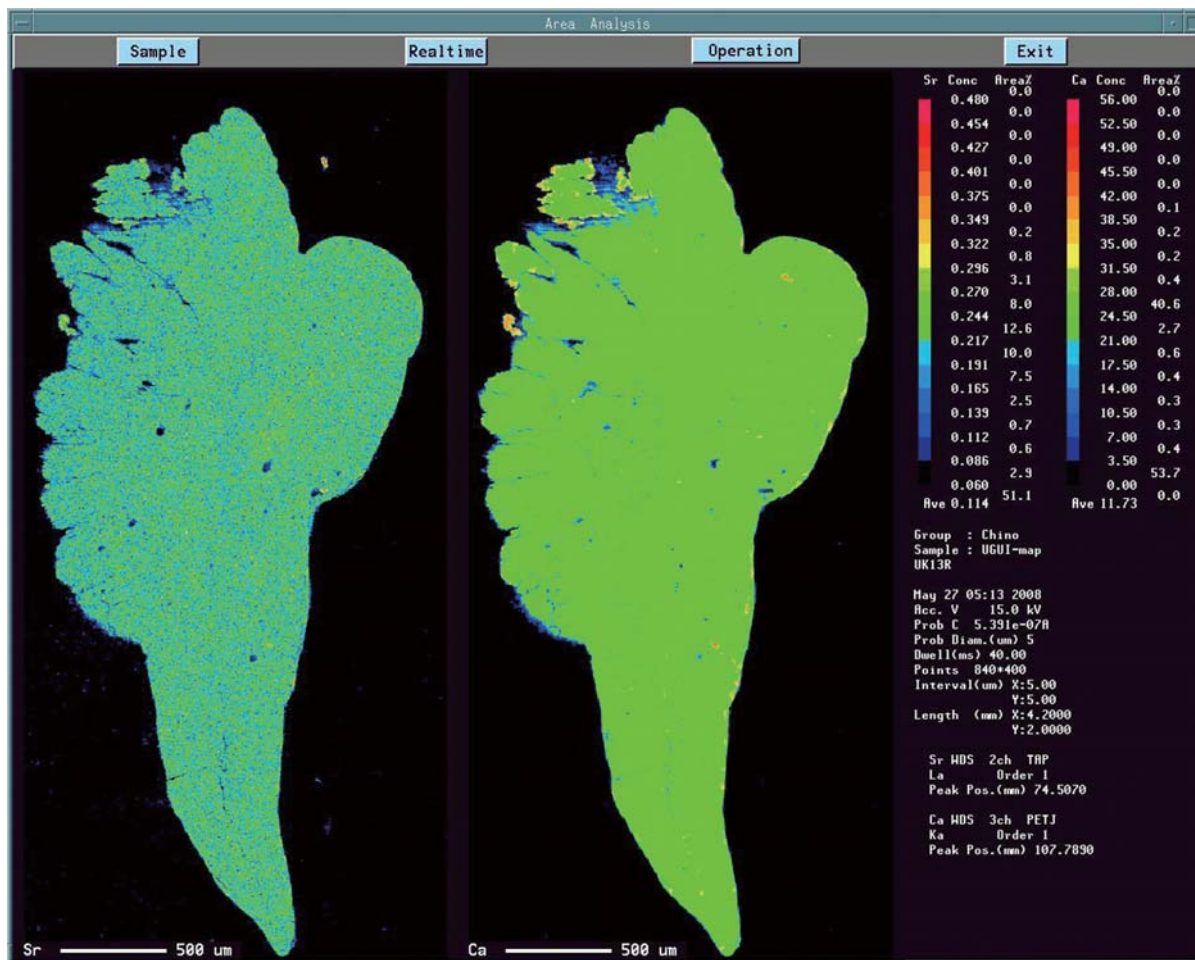 Area Analysis
Sample Realtime Operation Exit
Sr Conc Area% Ca Conc Area%
0.0 0.0
0.480 56.00
0.0 0.0
0.454 52.50
0.0 0.0
0.427 49.00
0.0 0.0
0.401 45.50
0.0 0.0
0.375 42.00
0.0 0.1
0.349 38.50
0.2 0.2
0.322 35.00
0.8 0.2
0.296 31.50
3.1 0.4
0.270 28.00
8.0 40.6
0.244 24.50
12.6 2.7
0.217 21.00
10.0 0.6
0.191 17.50
7.5 0.4
0.165 14.00
2.5 0.3
0.139 10.50
0.7 0.3
0.112 7.00
0.6 0.4
0.086 3.50
2.9 53.7
0.060 0.00
51.1 0.0
Ave 0.114 Ave 11.73
Group : Chino
Sample : UGUI-map
UK13R
May 27 05:13 2008
Acc. V 15.0 kV
Prob C 5.391e-07A
Prob Diam.(um) 5
Dwell(ms) 40.00
Points 840*400
Interval(um) X:5.00
Y:5.00
Length (mm) X:4.2000
Y:2.0000
Sr WDS 2ch TAP
La Order 1
Peak Pos.(mm) 74.5070
Ca WDS 3ch PETJ
Ka Order 1
Peak Pos.(mm) 107.7890
Sr 500 um Ca 500 um